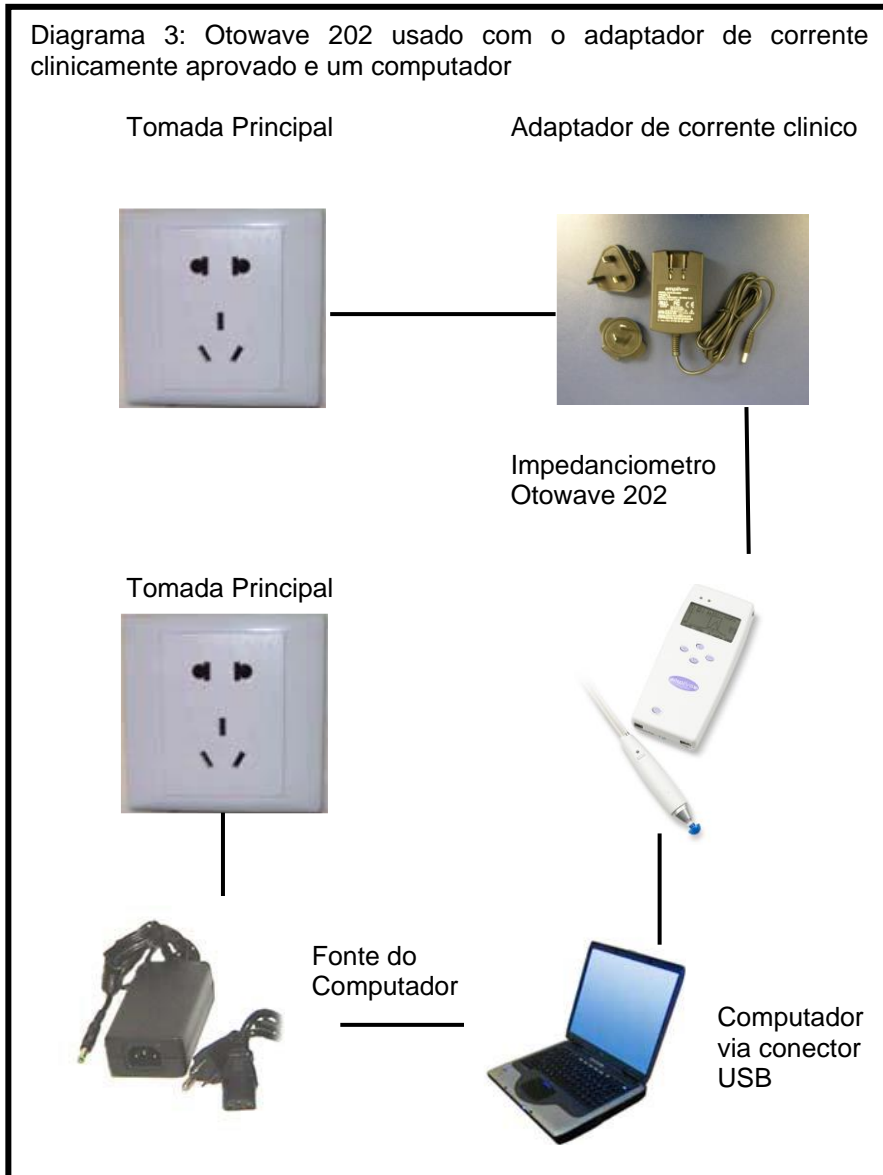 Diagrama 3: Otowave 202 usado com o adaptador de corrente
clinicamente aprovado e um computador
Tomada Principal
Adaptador de corrente clinico
Impedanciometro
Otowave 202
Tomada Principal
Fonte do
Computador
Computador
via conector
USB